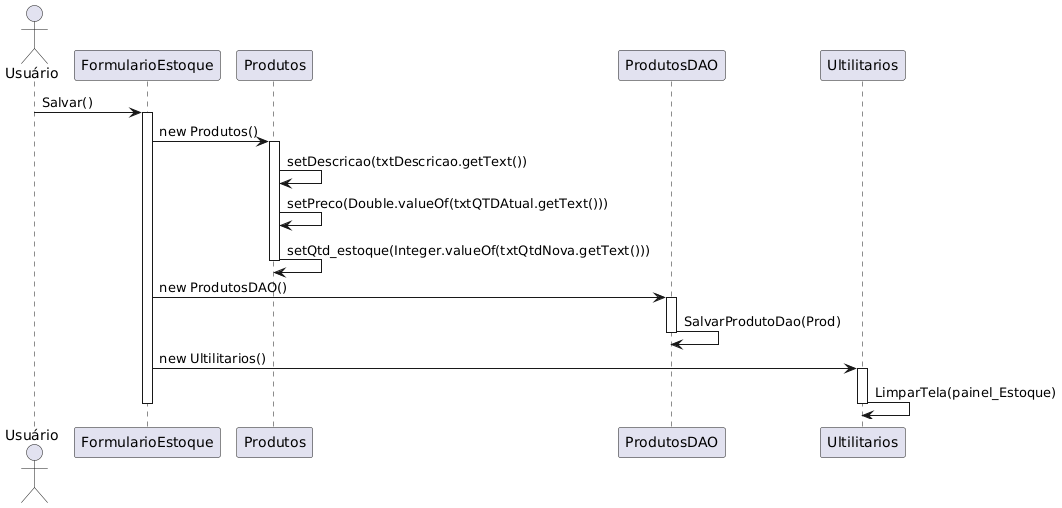 Usuário
FormularioEstoque
Produtos
ProdutosDAO
Ultilitarios
Salvar()
new Produtos()
setDescricao(txtDescricao.getText())
setPreco(Double.valueOf(txtQTDAtual.getText()))
setQtd_estoque(Integer.valueOf(txtQtdNova.getText()))
new ProdutosDAO()
SalvarProdutoDao(Prod)
new Ultilitarios()
LimparTela(painel_Estoque)
Usuário
FormularioEstoque
Produtos
ProdutosDAO
Ultilitarios